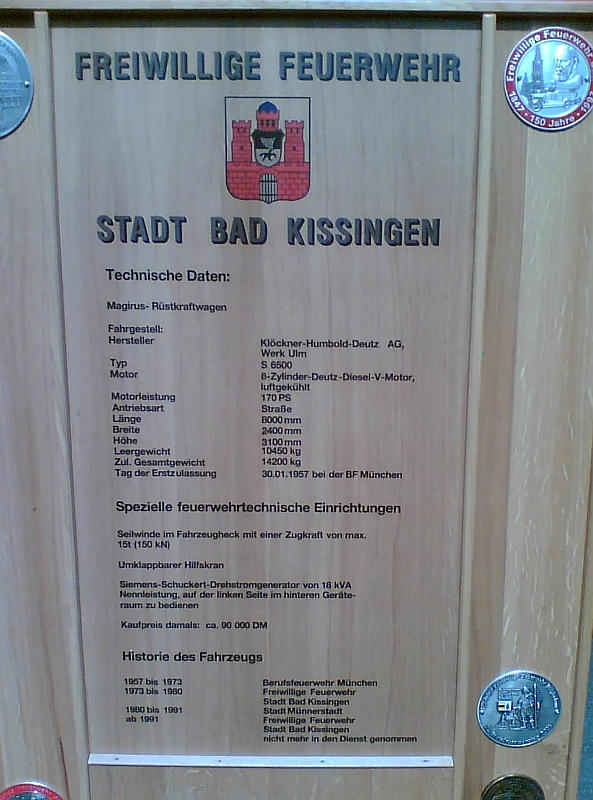 FREIWILLIGE FEUERWEHR
STADT BAD KISSINGEN
Technische Daten:
Magirus- Rüstkraftwagen
Fahrgestell:
Hersteller Klöckner-Humbold-Deutz AG,
Werk Ulm
Typ S 6500
Motor 8-Zylinder-Deutz-Diesel-V-Motor,
luftgekühlt
Motorleistung 170 PS
Antriebsart Straße
Länge 8000 mm
Breite 2400 mm
Höhe 3100 mm
Leergewicht 10450 kg
Zul. Gesamtgewicht 14200 kg
Tag der Erstzulassung 30.01.1957 bei der BF München
Spezielle feuerwehrtechnische Einrichtungen
Seilwinde im Fahrzeugheck mit einer Zugkraft von max.
15t (150 kN)
Umklappbarer Hilfskran
Siemens-Schuckert-Drehstromgenerator von 18 kVA
Nennleistung, auf der linken Seite im hinteren Geräte-
raum zu bedienen
Kaufpreis damals: ca. 90 000 DM
Historie des Fahrzeugs
1957 bis 1973 Berufsfeuerwehr München
1973 bis 1980 Freiwillige Feuerwehr
Stadt Bad Kissingen
1980 bis 1991 Stadt Münnerstadt
ab 1991 Freiwillige Feuerwehr
Stadt Bad Kissingen
nicht mehr in den Dienst genommen
Freiwillige Feuerwehr
1847 · 150 Jahre · 1997